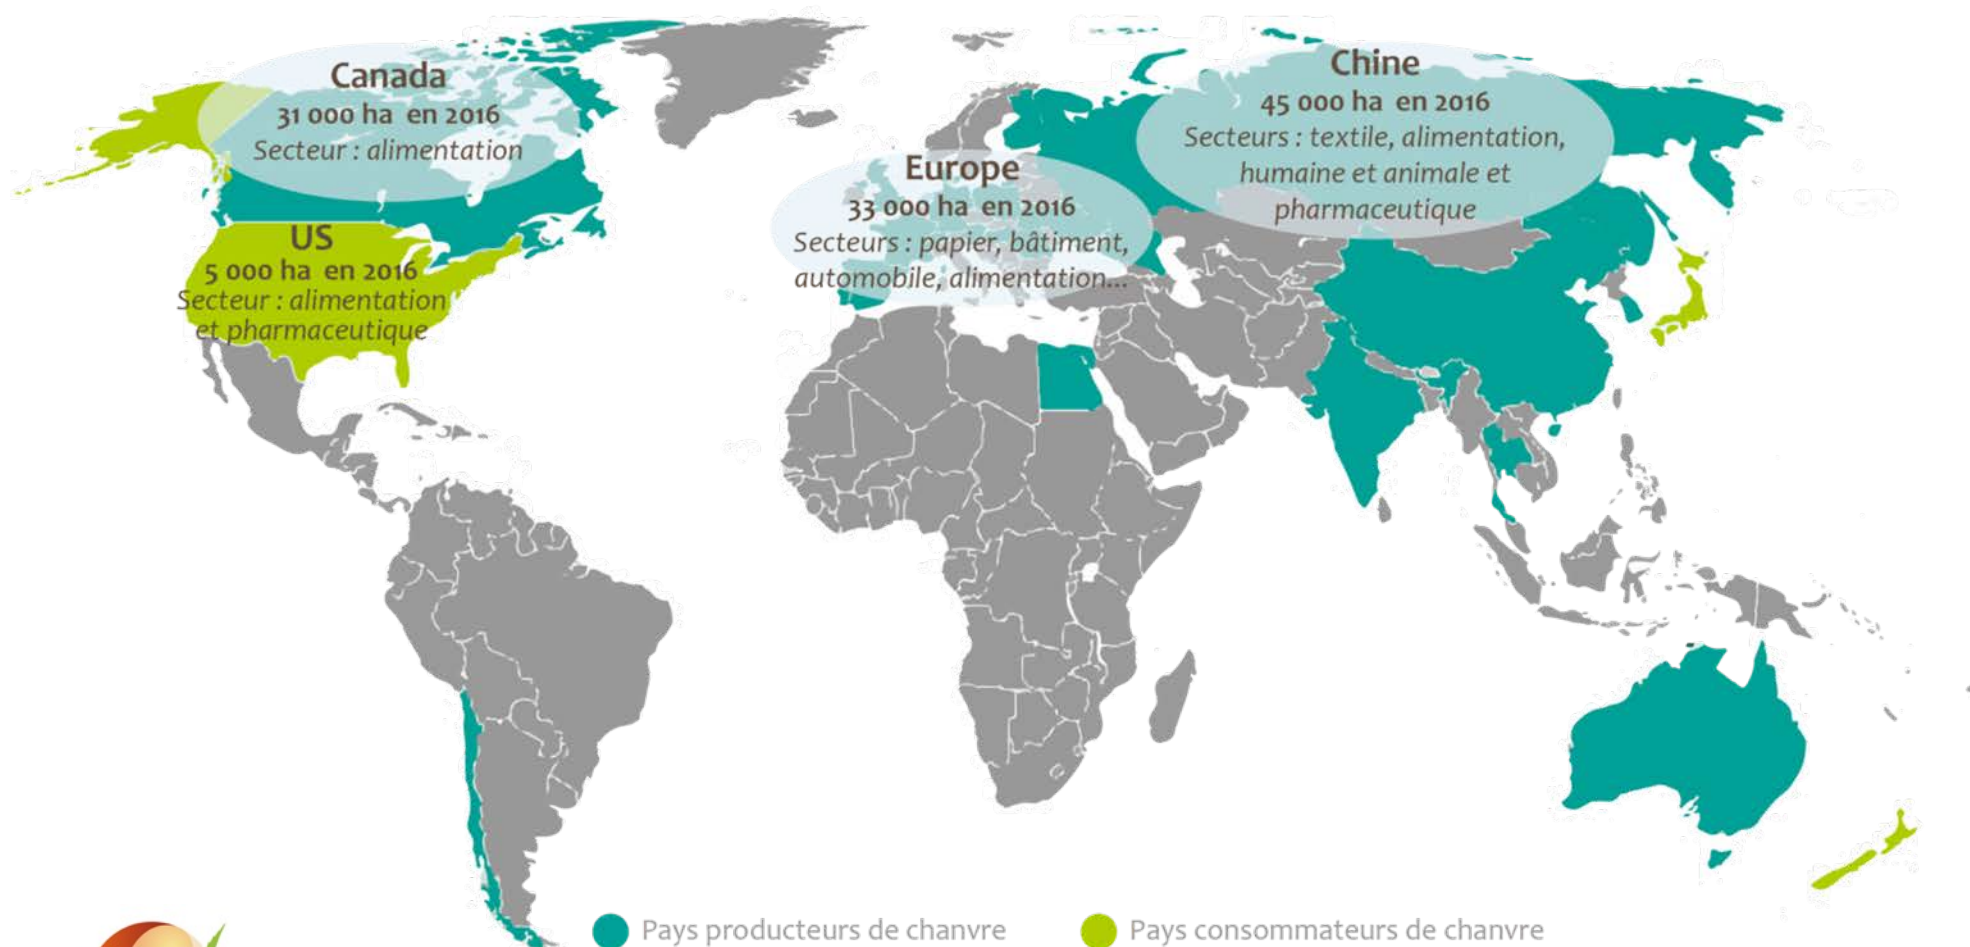 Canada
31 000 ha en 2016
Secteur : alimentation
US
5 000 ha en 2016
Secteur : alimentation
et pharmaceutique
Europe
33 000 ha en 2016
Secteurs : papier, bâtiment,
automobile, alimentation...
Chine
45 000 ha en 2016
Secteurs : textile, alimentation,
humaine et animale et
pharmaceutique
Pays producteurs de chanvre
Pays consommateurs de chanvre